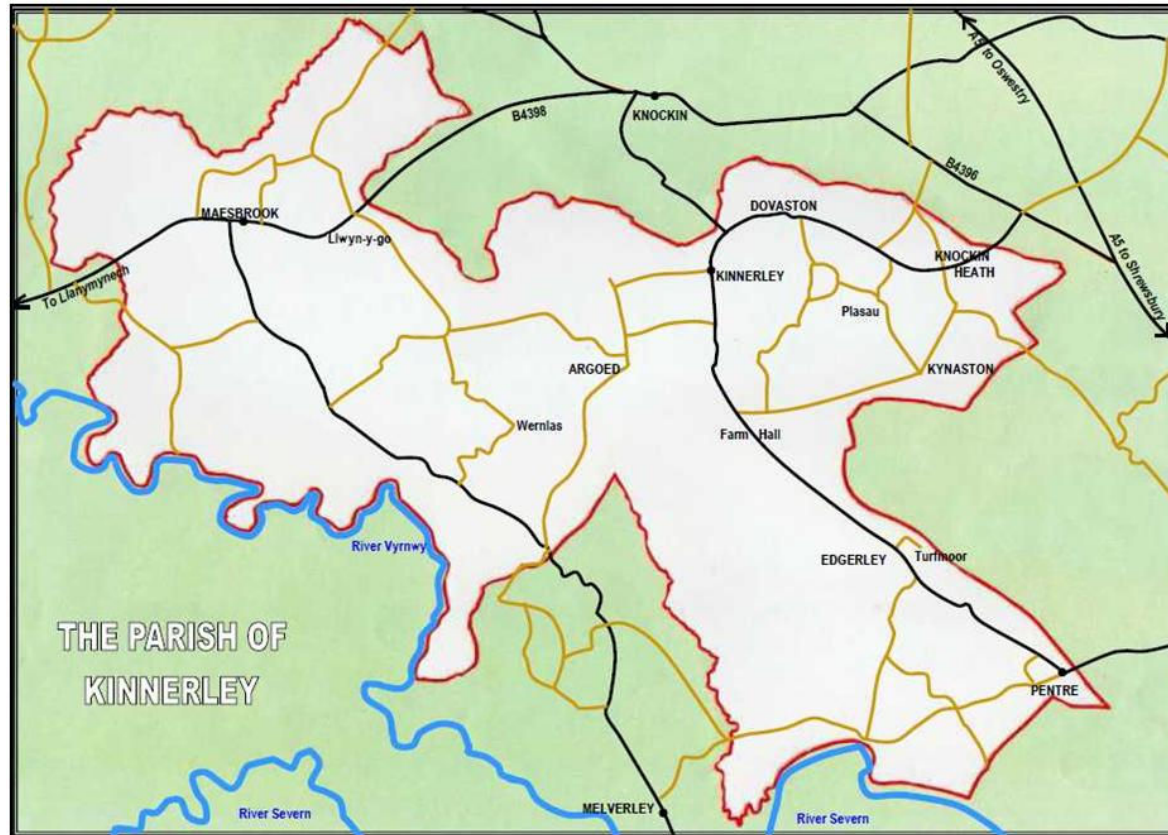 A5 to Oswestry
KNOCKIN
B4398
B4396
MAESBROOK
DOVASTON
Llwyn-y-go
KNOCKIN
HEATH
A5 to Shrewsbury
To Llanymynech
KINNERLEY
Plasau
ARGOED
KYNASTON
Wernlas
Farm Hall
River Vyrnwy
EDGERLEY
Turfmoor
THE PARISH OF
KINNERLEY
PENTRE
MELVERLEY
River Severn
River Severn